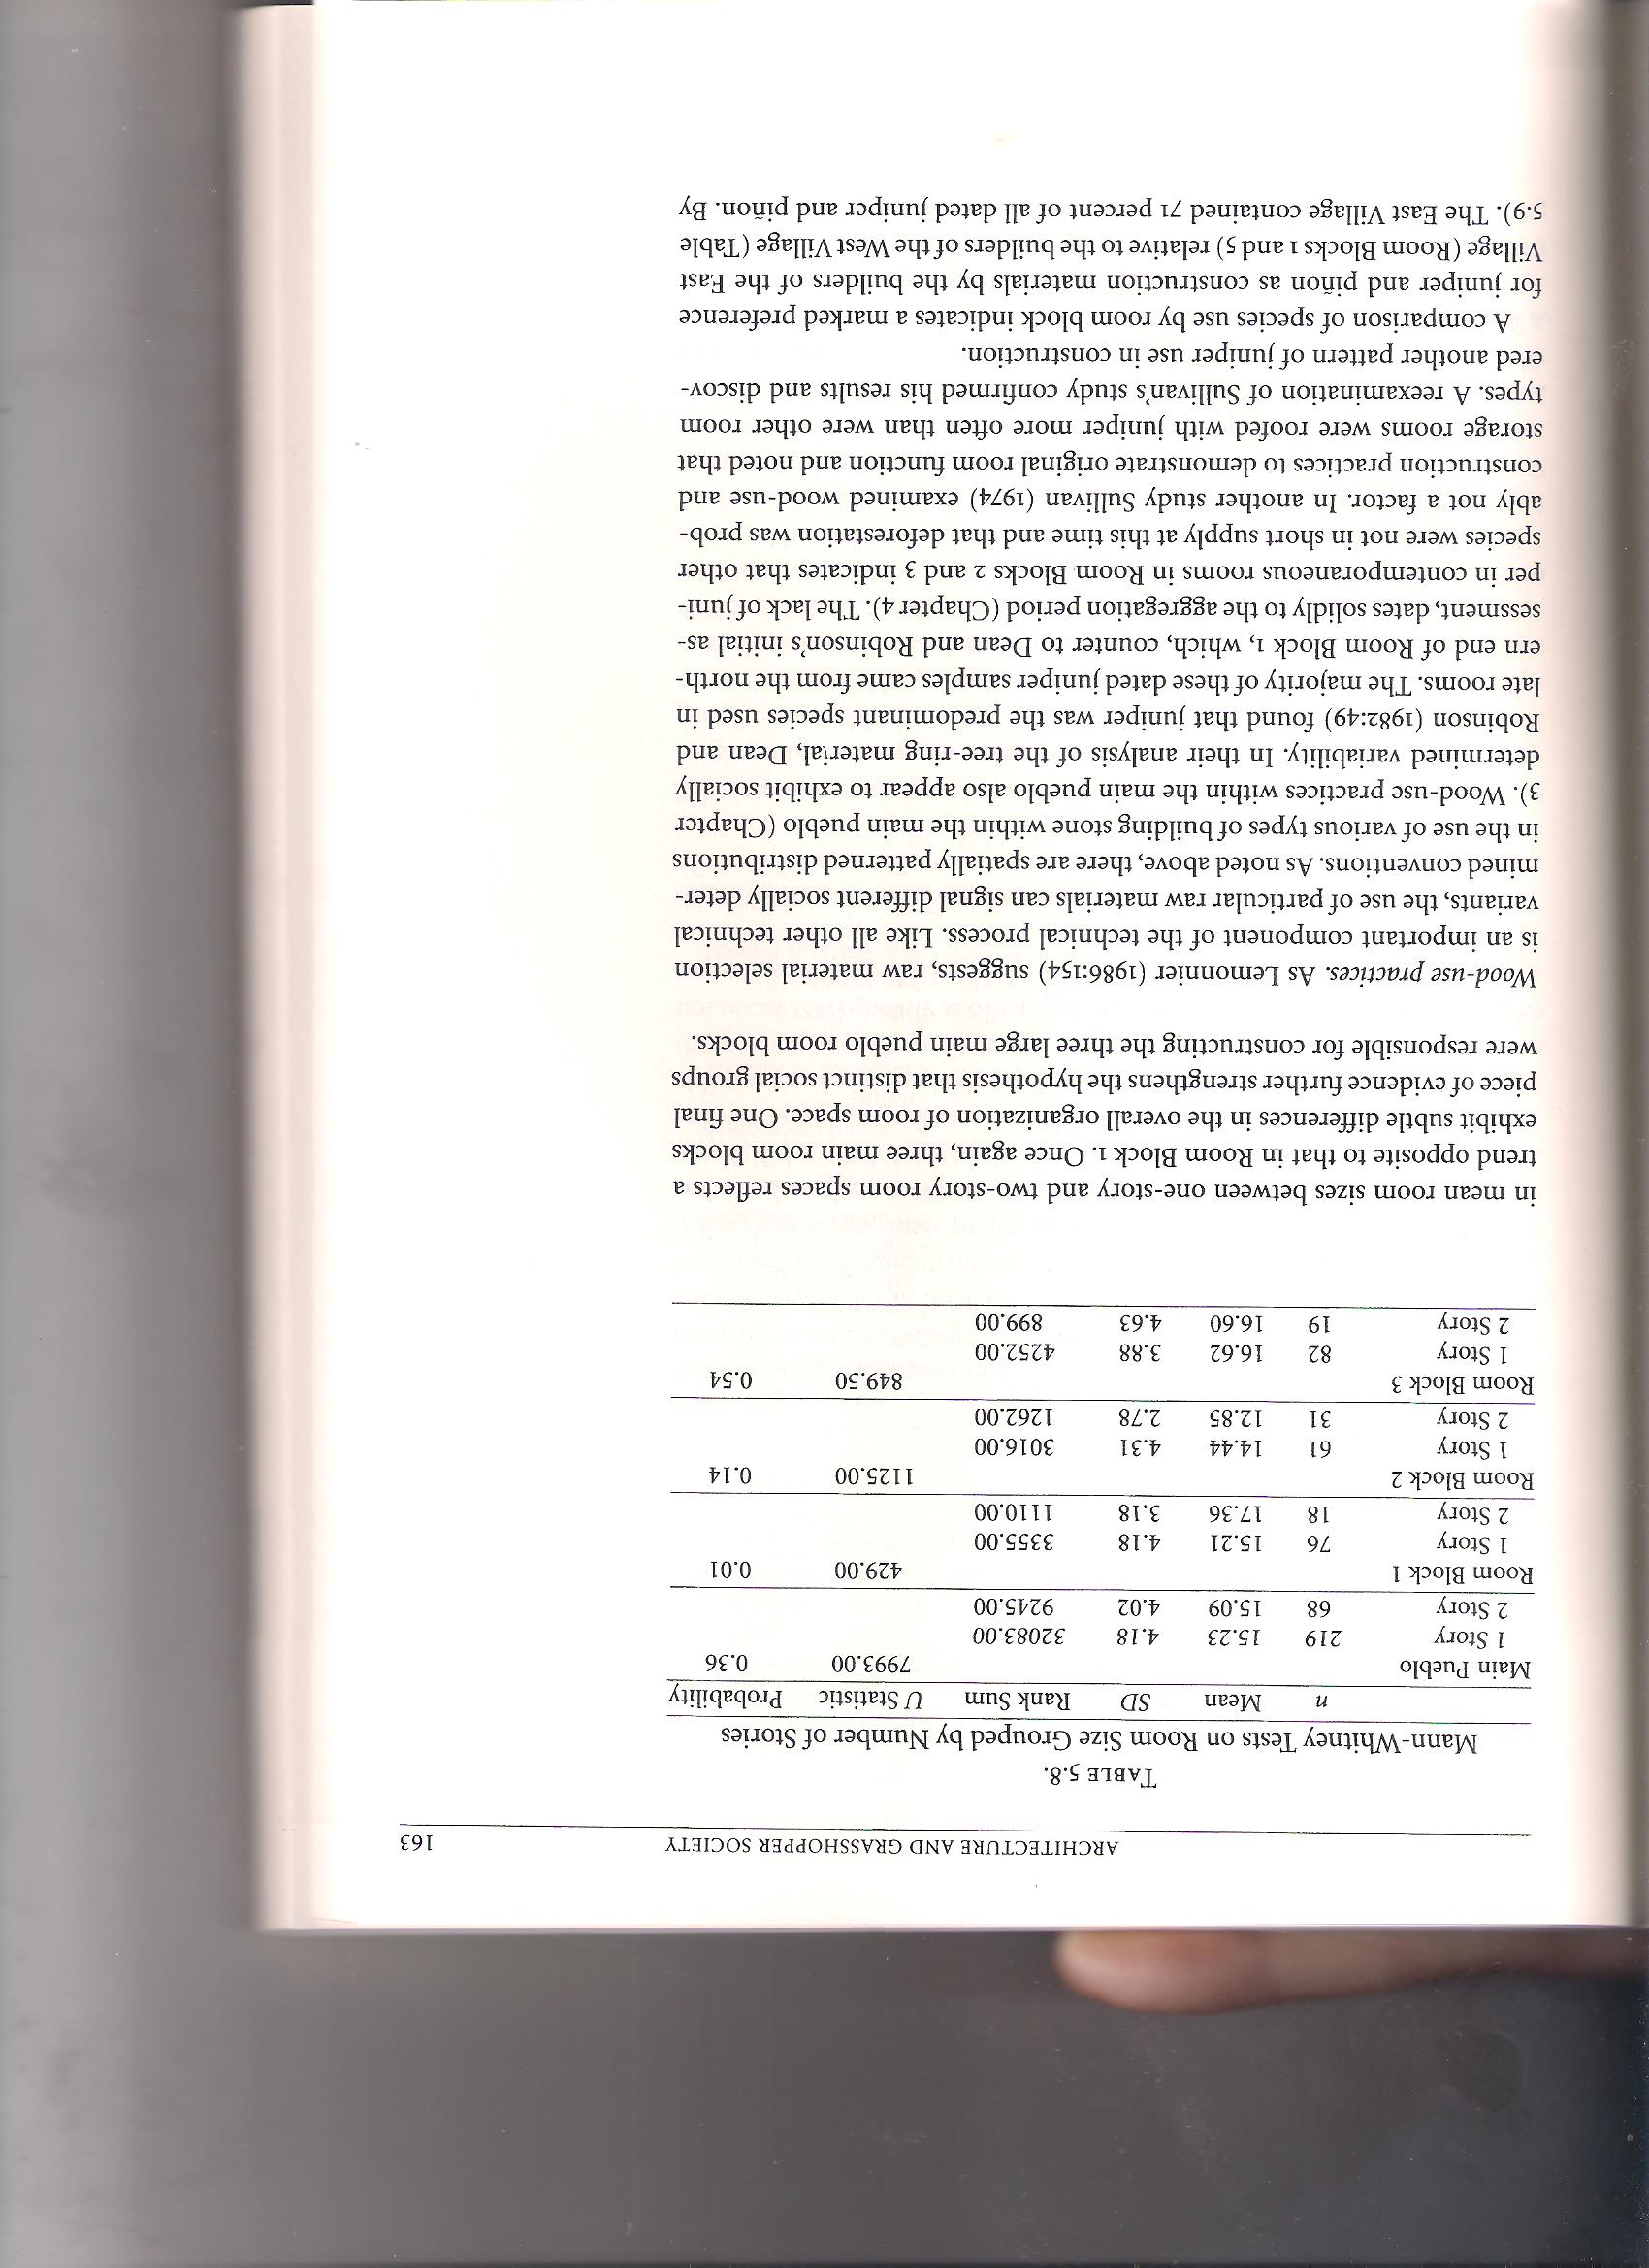 ARCHITECTURE AND GRASSHOPPER SOCIETY 163
TABLE 5.8.
Mann-Whitney Tests on Room Size Grouped by Number of Stories
n Mean SD Rank Sum U Statistic Probability
Main Pueblo 7993.00 0.36
1 Story 219 15.23 4.18 32083.00
2 Story 68 15.09 4.02 9245.00
Room Block 1 429.00 0.01
1 Story 76 15.21 4.18 3355.00
2 Story 18 17.36 3.18 1110.00
Room Block 2 1125.00 0.14
1 Story 61 14.44 4.31 3016.00
2 Story 31 12.85 2.78 1262.00
Room Block 3 849.50 0.54
1 Story 82 16.62 3.88 4252.00
2 Story 19 16.60 4.63 899.00
in mean room sizes between one-story and two-story room spaces reflects a
trend opposite to that in Room Block 1. Once again, three main room blocks
exhibit subtle differences in the overall organization of room space. One final
piece of evidence further strengthens the hypothesis that distinct social groups
were responsible for constructing the three large main pueblo room blocks.
Wood-use practices. As Lemonnier (1986:154) suggests, raw material selection
is an important component of the technical process. Like all other technical
variants, the use of particular raw materials can signal different socially deter-
mined conventions. As noted above, there are spatially patterned distributions
in the use of various types of building stone within the main pueblo (Chapter
3). Wood-use practices within the main pueblo also appear to exhibit socially
determined variability. In their analysis of the tree-ring material, Dean and
Robinson (1982:49) found that juniper was the predominant species used in
late rooms. The majority of these dated juniper samples came from the north-
ern end of Room Block 1, which, counter to Dean and Robinson's initial as-
sessment, dates solidly to the aggregation period (Chapter 4). The lack of juni-
per in contemporaneous rooms in Room Blocks 2 and 3 indicates that other
species were not in short supply at this time and that deforestation was prob-
ably not a factor. In another study Sullivan (1974) examined wood-use and
construction practices to demonstrate original room function and noted that
storage rooms were roofed with juniper more often than were other room
types. A reexamination of Sullivan's study confirmed his results and discov-
ered another pattern of juniper use in construction.
A comparison of species use by room block indicates a marked preference
for juniper and piñon as construction materials by the builders of the East
Village (Room Blocks 1 and 5) relative to the builders of the West Village (Table
5.9). The East Village contained 71 percent of all dated juniper and piñon. By